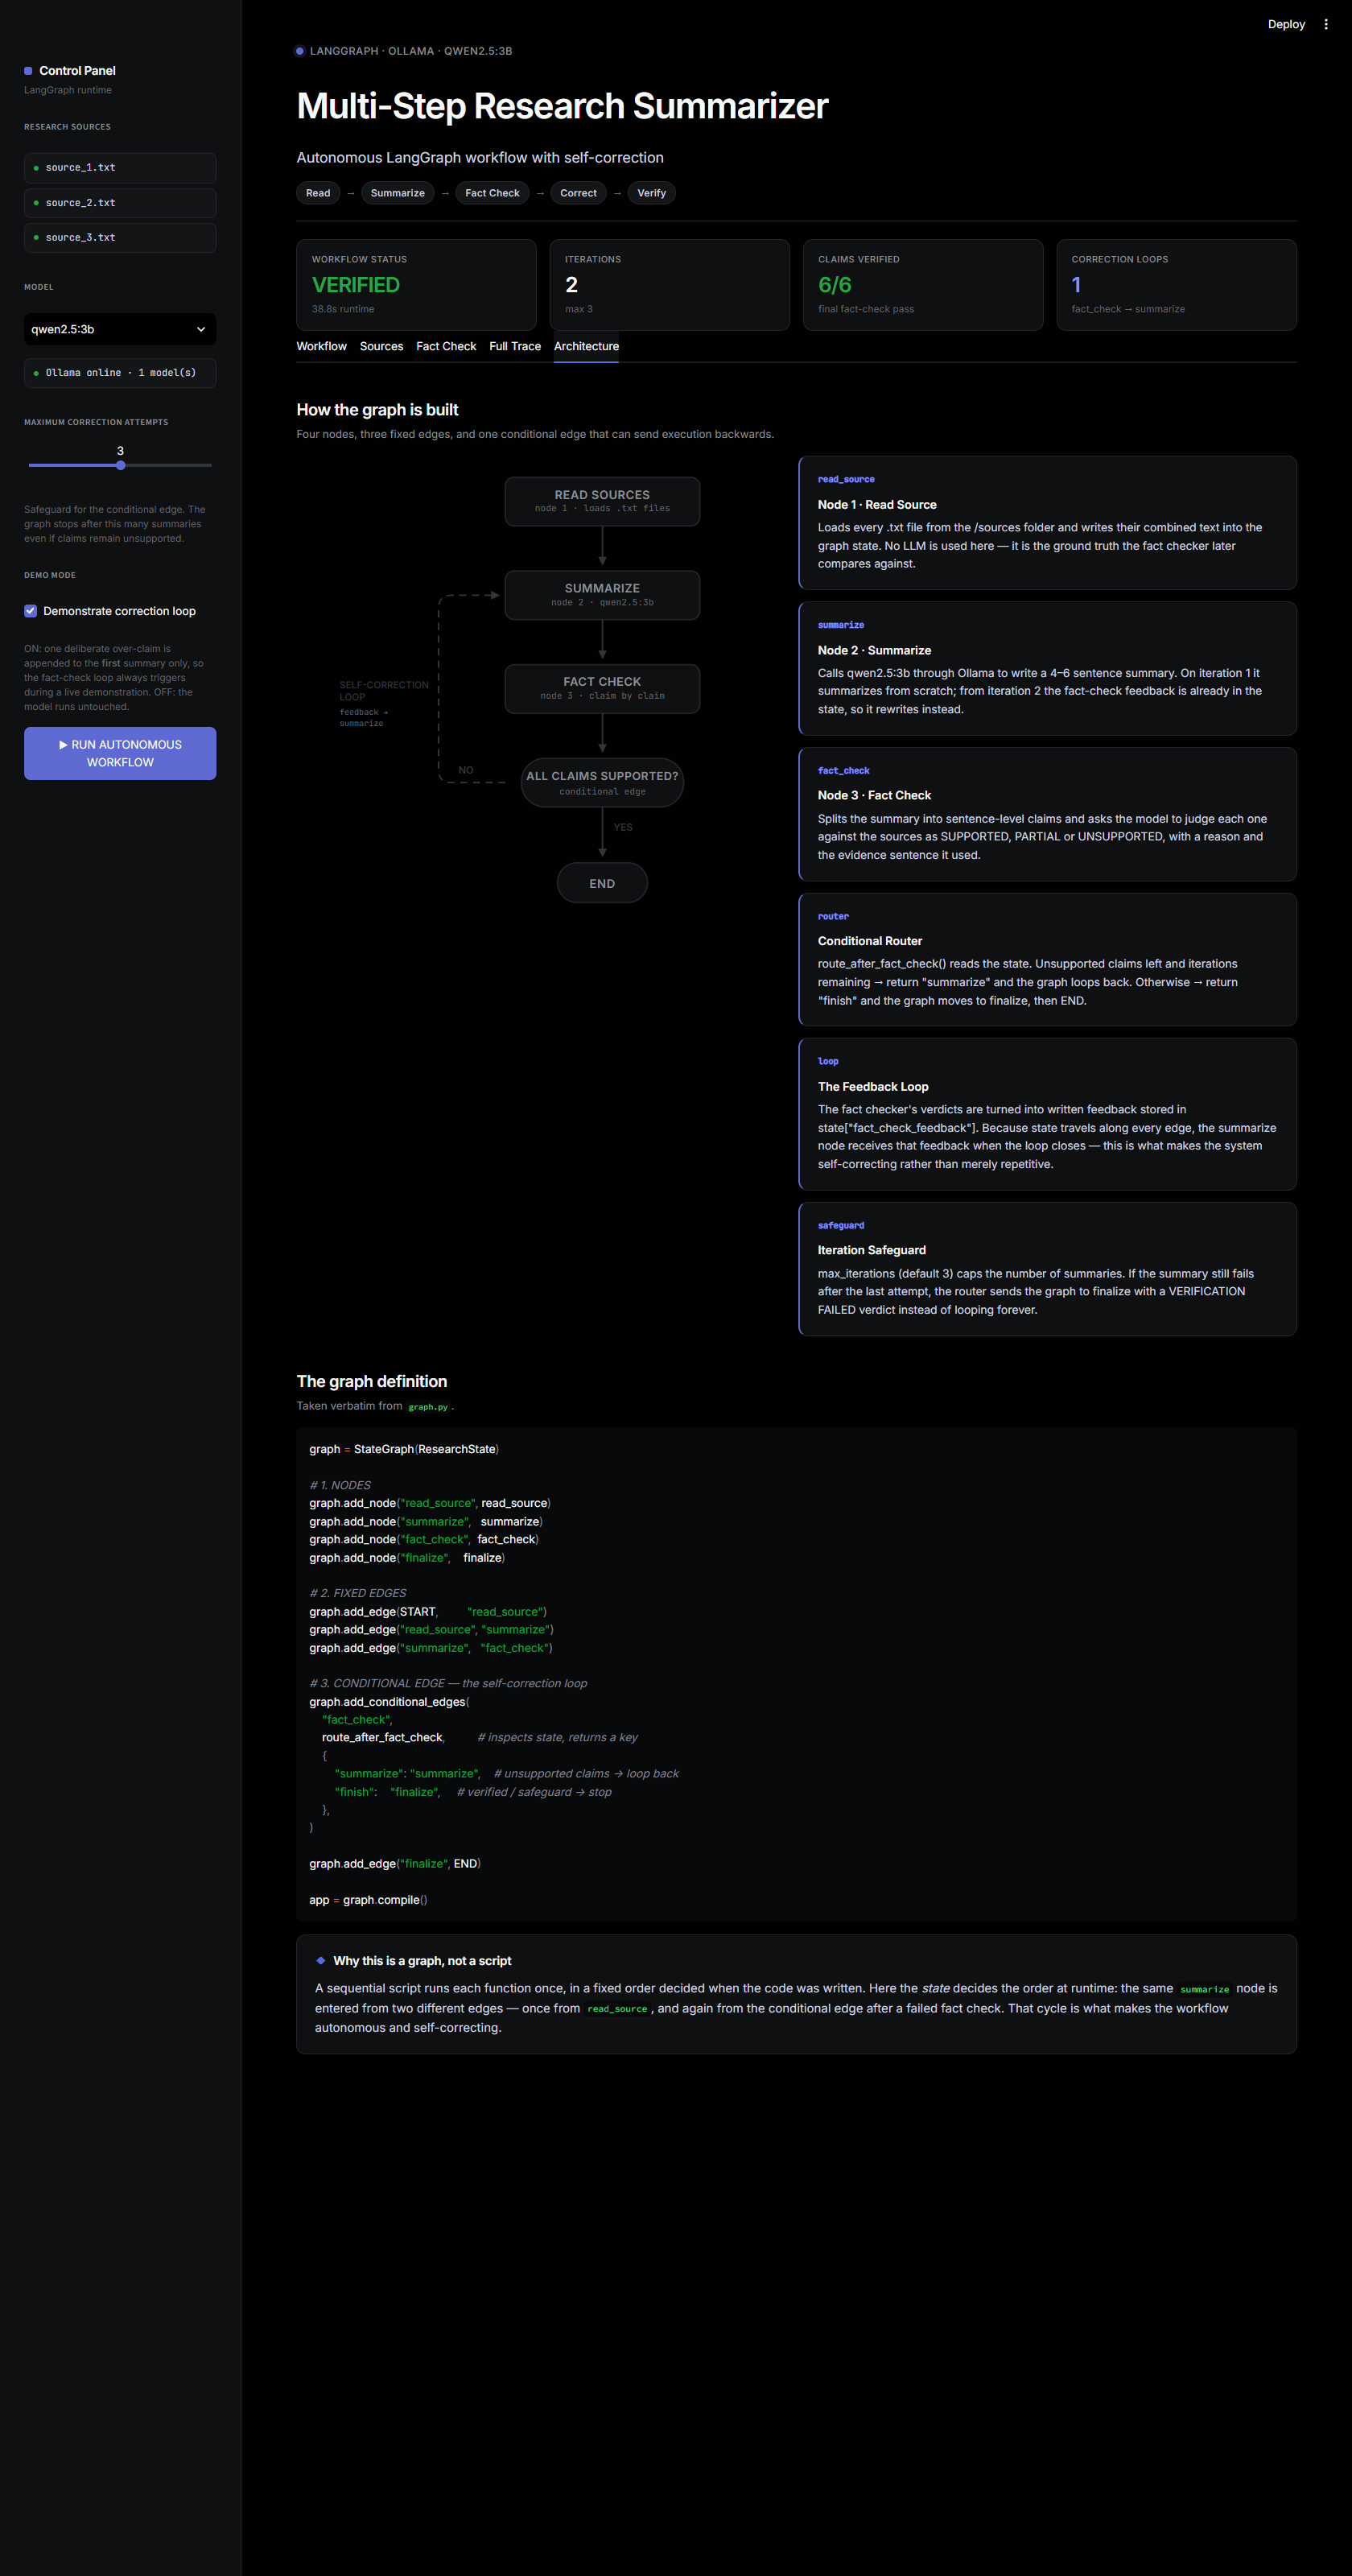 Deploy
Control Panel
LangGraph runtime
RESEARCH SOURCES
source_1.txt
source_2.txt
source_3.txt
MODEL
qwen2.5:3b
Ollama online · 1 model(s)
MAXIMUM CORRECTION ATTEMPTS
3
Safeguard for the conditional edge. The
graph stops after this many summaries
even if claims remain unsupported.
DEMO MODE
Demonstrate correction loop
ON: one deliberate over-claim is
appended to the first summary only, so
the fact-check loop always triggers
during a live demonstration. OFF: the
model runs untouched.
▶ RUN AUTONOMOUS
WORKFLOW
LANGGRAPH · OLLAMA · QWEN2.5:3B
Multi-Step Research Summarizer
Autonomous LangGraph workflow with self-correction
Read → Summarize → Fact Check → Correct → Verify
WORKFLOW STATUS
VERIFIED
38.8s runtime
ITERATIONS
2
max 3
CLAIMS VERIFIED
6/6
final fact-check pass
CORRECTION LOOPS
1
fact_check → summarize
Workflow Sources Fact Check Full Trace Architecture
How the graph is built
Four nodes, three fixed edges, and one conditional edge that can send execution backwards.
READ SOURCES
node 1 · loads .txt files
SUMMARIZE
node 2 · qwen2.5:3b
FACT CHECK
node 3 · claim by claim
SELF-CORRECTION
LOOP
feedback →
summarize
NO
ALL CLAIMS SUPPORTED?
conditional edge
YES
END
read_source
Node 1 · Read Source
Loads every .txt file from the /sources folder and writes their combined text into the
graph state. No LLM is used here — it is the ground truth the fact checker later
compares against.
summarize
Node 2 · Summarize
Calls qwen2.5:3b through Ollama to write a 4–6 sentence summary. On iteration 1 it
summarizes from scratch; from iteration 2 the fact-check feedback is already in the
state, so it rewrites instead.
fact_check
Node 3 · Fact Check
Splits the summary into sentence-level claims and asks the model to judge each one
against the sources as SUPPORTED, PARTIAL or UNSUPPORTED, with a reason and
the evidence sentence it used.
router
Conditional Router
route_after_fact_check() reads the state. Unsupported claims left and iterations
remaining → return "summarize" and the graph loops back. Otherwise → return
"finish" and the graph moves to finalize, then END.
loop
The Feedback Loop
The fact checker's verdicts are turned into written feedback stored in
state["fact_check_feedback"]. Because state travels along every edge, the summarize
node receives that feedback when the loop closes — this is what makes the system
self-correcting rather than merely repetitive.
safeguard
Iteration Safeguard
max_iterations (default 3) caps the number of summaries. If the summary still fails
after the last attempt, the router sends the graph to finalize with a VERIFICATION
FAILED verdict instead of looping forever.
The graph definition
Taken verbatim from graph.py.
graph = StateGraph(ResearchState)
# 1. NODES
graph.add_node("read_source", read_source)
graph.add_node("summarize", summarize)
graph.add_node("fact_check", fact_check)
graph.add_node("finalize", finalize)
# 2. FIXED EDGES
graph.add_edge(START, "read_source")
graph.add_edge("read_source", "summarize")
graph.add_edge("summarize", "fact_check")
# 3. CONDITIONAL EDGE — the self-correction loop
graph.add_conditional_edges(
"fact_check",
route_after_fact_check, # inspects state, returns a key
{
"summarize": "summarize", # unsupported claims → loop back
"finish": "finalize", # verified / safeguard → stop
},
)
graph.add_edge("finalize", END)
app = graph.compile()
Why this is a graph, not a script
A sequential script runs each function once, in a fixed order decided when the code was written. Here the state decides the order at runtime: the same summarize node is
entered from two different edges — once from read_source, and again from the conditional edge after a failed fact check. That cycle is what makes the workflow
autonomous and self-correcting.